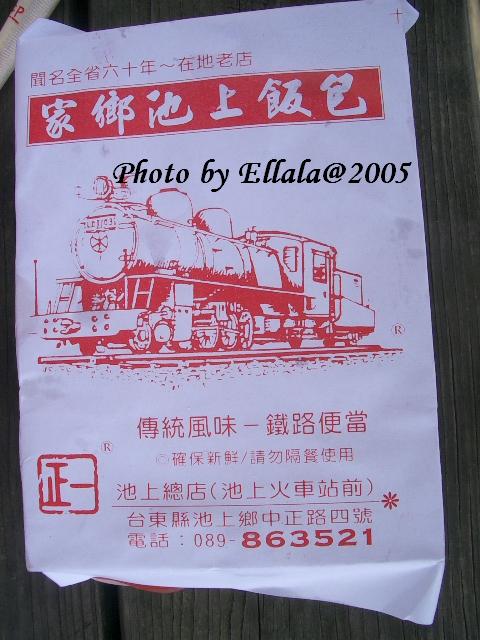 聞名全省六十年～在地老店
家鄉池上飯包
Photo by Ellala@2005
®
傳統風味－鐵路便當
®
◎確保新鮮/請勿隔餐使用
正一
池上總店(池上火車站前)
台東縣池上鄉中正路四號
電話：089-863521